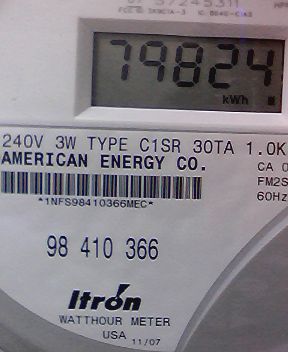 79824
kWh
240V 3W TYPE C1SR 30TA 1.0K
AMERICAN ENERGY CO.
CA 0
FM2S
60Hz
*1NFS98410366MEC*
98 410 366
Itron
WATTHOUR METER
USA 11/07